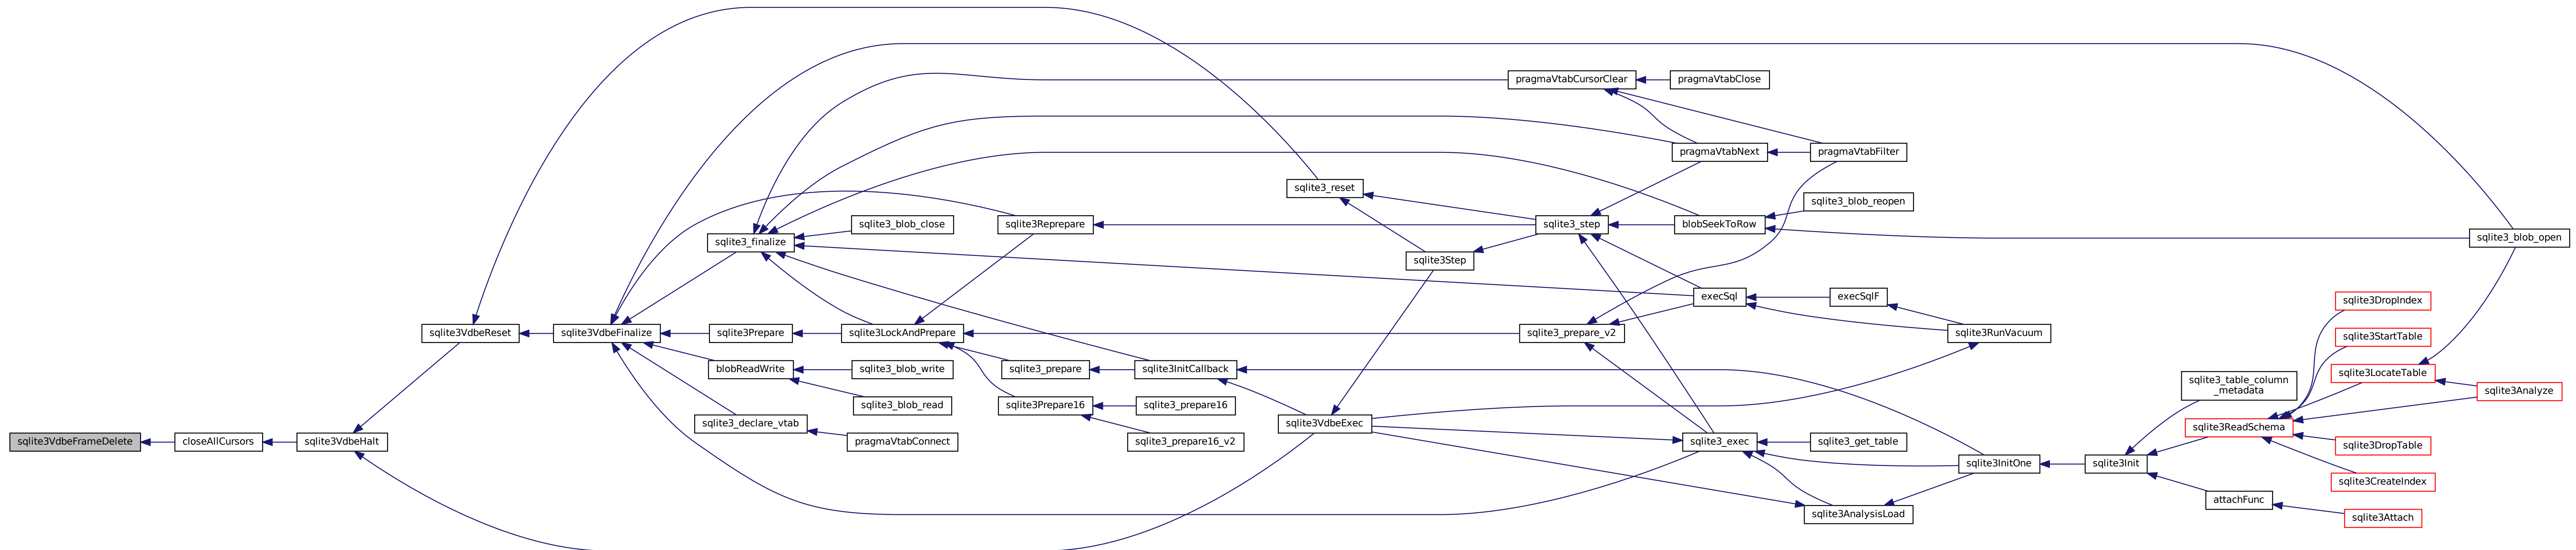 sqlite3VdbeFrameDelete
closeAllCursors
sqlite3VdbeHalt
sqlite3VdbeReset
sqlite3VdbeFinalize
sqlite3_finalize
sqlite3Prepare
blobReadWrite
sqlite3_declare_vtab
sqlite3_blob_close
sqlite3LockAndPrepare
sqlite3_blob_write
sqlite3_blob_read
pragmaVtabConnect
sqlite3Reprepare
sqlite3_prepare
sqlite3Prepare16
sqlite3InitCallback
sqlite3_prepare16
sqlite3_prepare16_v2
sqlite3_reset
sqlite3VdbeExec
sqlite3Step
pragmaVtabCursorClear
sqlite3_step
sqlite3_prepare_v2
pragmaVtabClose
pragmaVtabNext
blobSeekToRow
execSql
sqlite3_exec
pragmaVtabFilter
sqlite3_blob_reopen
execSqlF
sqlite3_get_table
sqlite3AnalysisLoad
sqlite3RunVacuum
sqlite3InitOne
sqlite3Init
sqlite3_table_column
_metadata
sqlite3ReadSchema
attachFunc
sqlite3DropIndex
sqlite3StartTable
sqlite3LocateTable
sqlite3DropTable
sqlite3CreateIndex
sqlite3Attach
sqlite3_blob_open
sqlite3Analyze